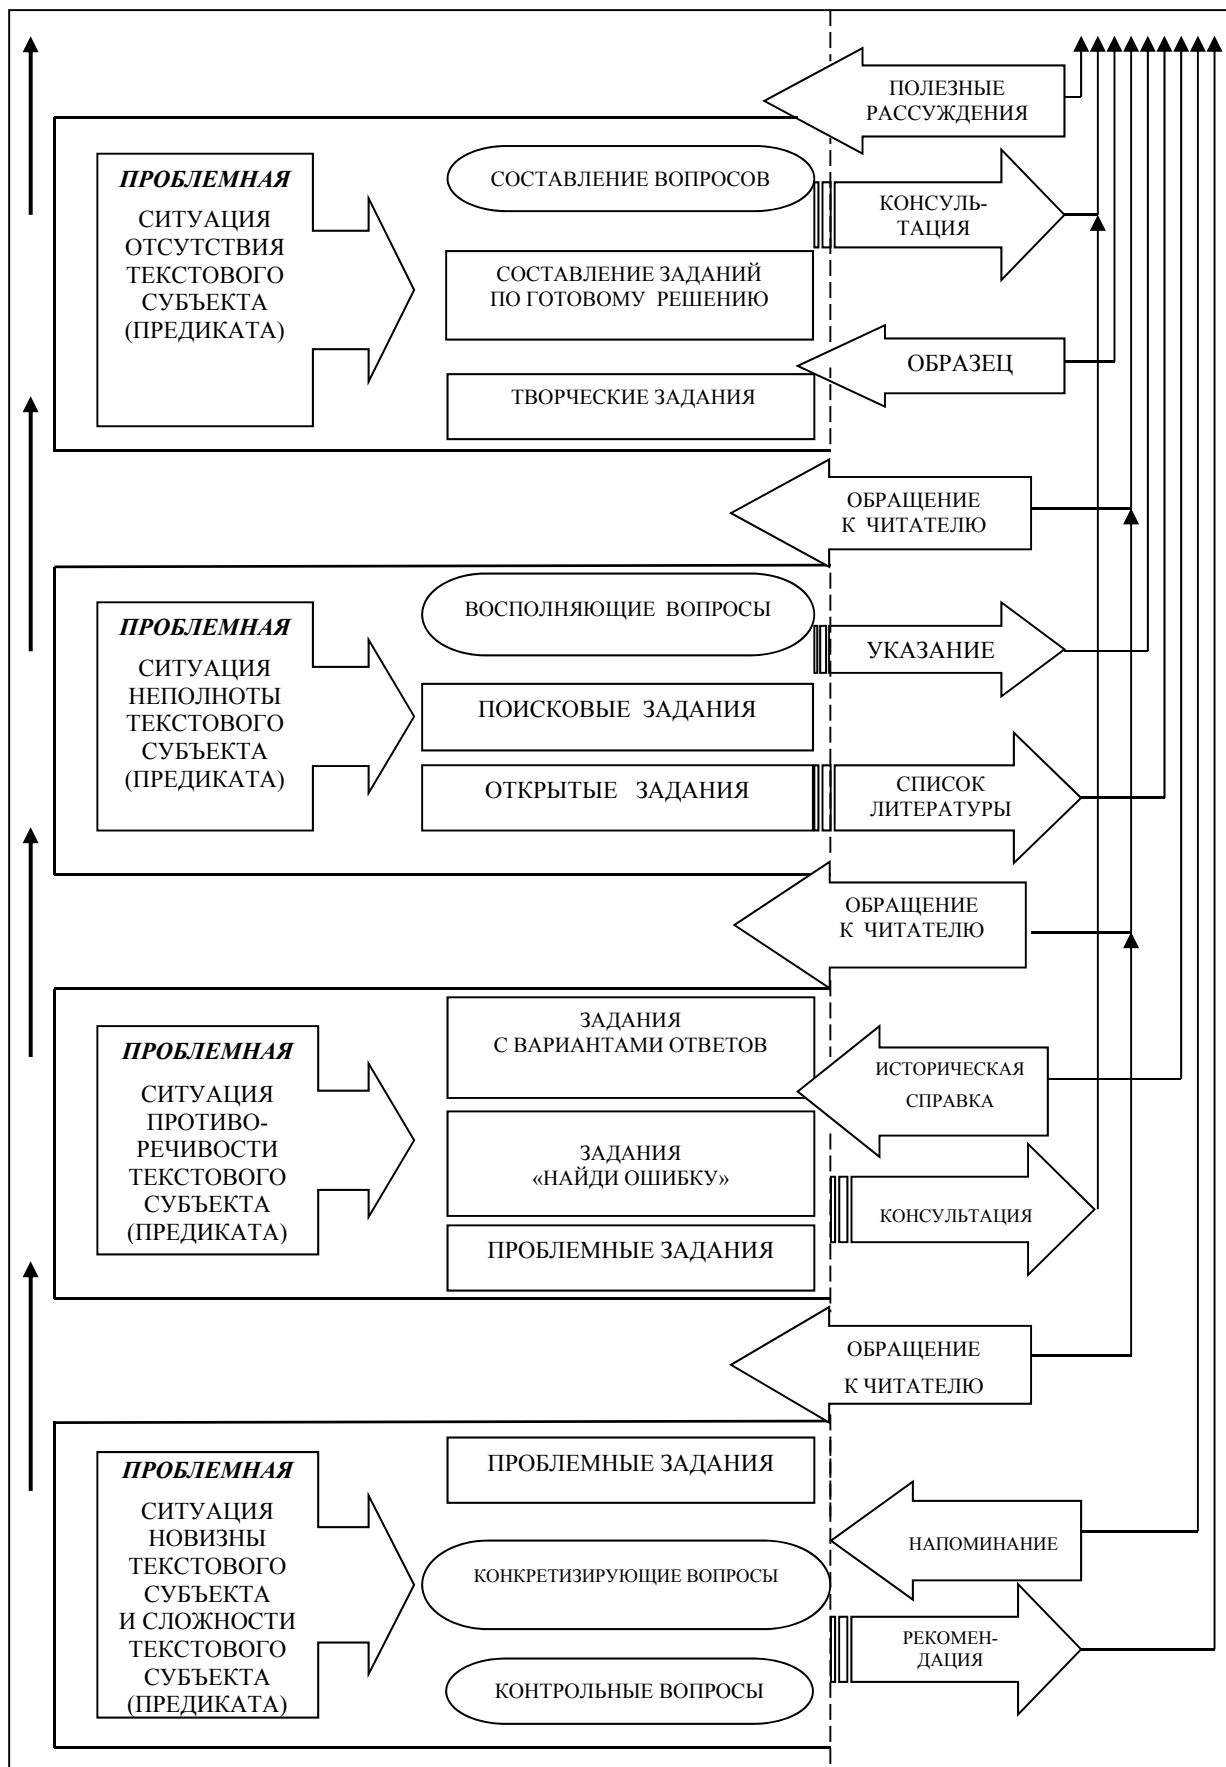 ПОЛЕЗНЫЕ
РАССУЖДЕНИЯ
ПРОБЛЕМНАЯ
СИТУАЦИЯ
ОТСУТСТВИЯ
ТЕКСТОВОГО
СУБЪЕКТА
(ПРЕДИКАТА)
СОСТАВЛЕНИЕ ВОПРОСОВ
СОСТАВЛЕНИЕ ЗАДАНИЙ
ПО ГОТОВОМУ РЕШЕНИЮ
ТВОРЧЕСКИЕ ЗАДАНИЯ
КОНСУЛЬ-
ТАЦИЯ
ОБРАЗЕЦ
ОБРАЩЕНИЕ
К ЧИТАТЕЛЮ
ПРОБЛЕМНАЯ
СИТУАЦИЯ
НЕПОЛНОТЫ
ТЕКСТОВОГО
СУБЪЕКТА
(ПРЕДИКАТА)
ВОСПОЛНЯЮЩИЕ ВОПРОСЫ
ПОИСКОВЫЕ ЗАДАНИЯ
ОТКРЫТЫЕ ЗАДАНИЯ
УКАЗАНИЕ
СПИСОК
ЛИТЕРАТУРЫ
ОБРАЩЕНИЕ
К ЧИТАТЕЛЮ
ПРОБЛЕМНАЯ
СИТУАЦИЯ
ПРОТИВО-
РЕЧИВОСТИ
ТЕКСТОВОГО
СУБЪЕКТА
(ПРЕДИКАТА)
ЗАДАНИЯ
С ВАРИАНТАМИ ОТВЕТОВ
ЗАДАНИЯ
«НАЙДИ ОШИБКУ»
ПРОБЛЕМНЫЕ ЗАДАНИЯ
ИСТОРИЧЕСКАЯ
СПРАВКА
КОНСУЛЬТАЦИЯ
ОБРАЩЕНИЕ
К ЧИТАТЕЛЮ
ПРОБЛЕМНАЯ
СИТУАЦИЯ
НОВИЗНЫ
ТЕКСТОВОГО
СУБЪЕКТА
И СЛОЖНОСТИ
ТЕКСТОВОГО
СУБЪЕКТА
(ПРЕДИКАТА)
ПРОБЛЕМНЫЕ ЗАДАНИЯ
КОНКРЕТИЗИРУЮЩИЕ ВОПРОСЫ
КОНТРОЛЬНЫЕ ВОПРОСЫ
НАПОМИНАНИЕ
РЕКОМЕН-
ДАЦИЯ